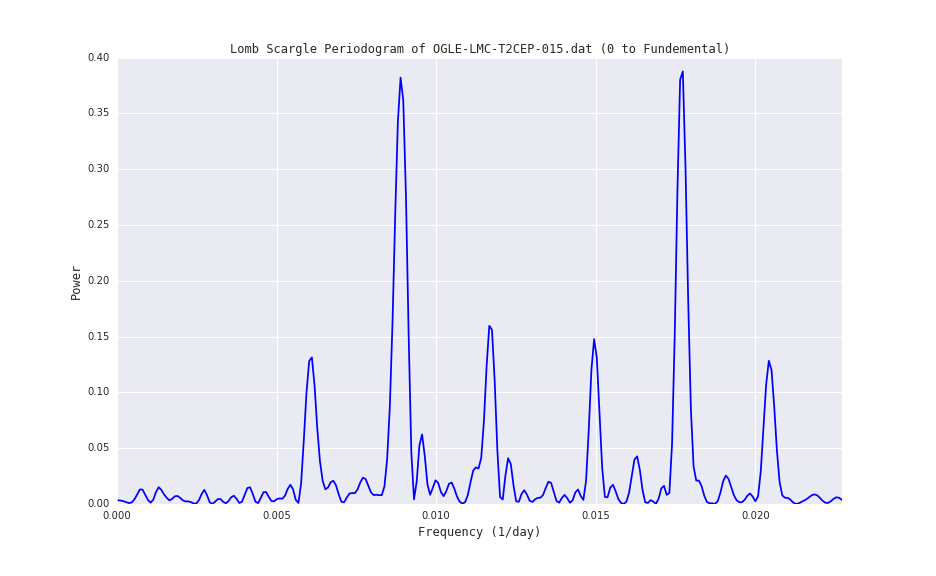 Lomb Scargle Periodogram of OGLE-LMC-T2CEP-015.dat (0 to Fundemental)
0.40
0.35
0.30
0.25
0.20
0.15
0.10
0.05
0.00
Power
0.000 0.005 0.010 0.015 0.020
Frequency (1/day)